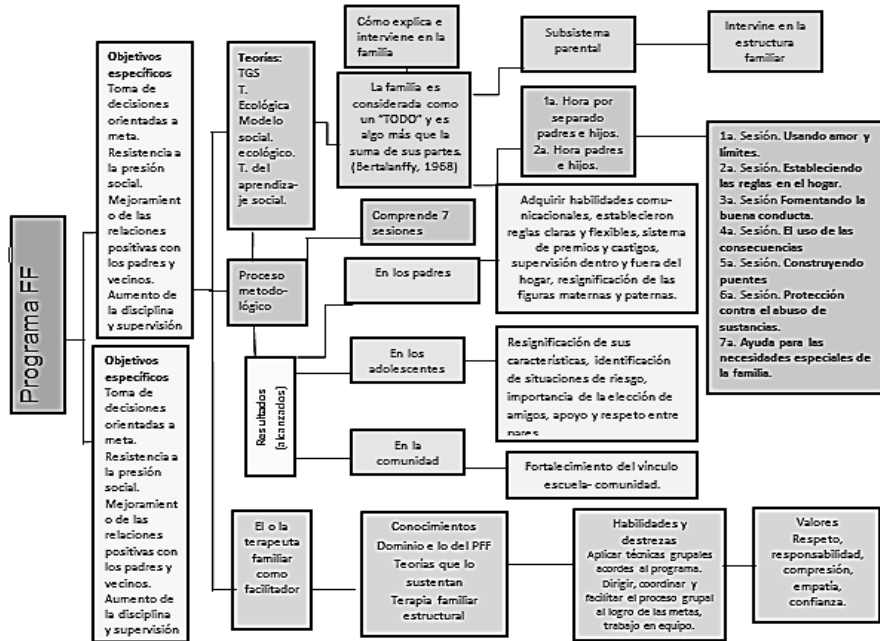 Programa FF
Objetivos
específicos
Toma de
decisiones
orientadas a
meta.
Resistencia a
la presión
social.
Mejoramient
o de las
relaciones
positivas con
los padres y
vecinos.
Aumento de
la disciplina
y supervisión
Objetivos
específicos
Toma de
decisiones
orientadas a
meta.
Resistencia a
la presión
social.
Mejoramient
o de las
relaciones
positivas con
los padres y
vecinos.
Aumento de
la disciplina
y supervisión
Teorías:
TGS
T.
Ecológica
Modelo
social.
ecológico.
T. del
aprendiza-
je social.
Proceso
metodo-
lógico
Resultados
(alcanzados)
El o la
terapeuta
familiar
como
facilitador
Cómo explica e
interviene en la
familia
La familia es
considerada como
un "TODO" y es
algo más que la
suma de sus partes.
(Bertalanffy, 1968)
Comprende 7
sesiones
En los padres
En los
adolescentes
En la
comunidad
Conocimientos
Dominio e lo del PFF
Teorías que lo
sustentan
Terapia familiar
estructural
Subsistema
parental
1a. Hora por
separado
padres e hijos.
2a. Hora padres
e hijos.
Adquirir habilidades comu-
nicacionales, establecieron
reglas claras y flexibles, sistema
de premios y castigos,
supervisión dentro y fuera del
hogar, resignificación de las
figuras maternas y paternas.
Resignificación de sus
características, identificación
de situaciones de riesgo,
importancia de la elección de
amigos, apoyo y respeto entre
pares
Fortalecimiento del vínculo
escuela- comunidad.
Habilidades y
destrezas
Aplicar técnicas grupales
acordes al programa.
Dirigir, coordinar y
facilitar el proceso grupal
al logro de las metas,
trabajo en equipo.
Intervine en la
estructura
familiar
1a. Sesión. Usando amor y
límites.
2a. Sesión. Estableciendo
las reglas en el hogar.
3a. Sesión Fomentando la
buena conducta.
4a. Sesión. El uso de las
consecuencias
5a. Sesión. Construyendo
puentes
6a. Sesión. Protección
contra el abuso de
sustancias.
7a. Ayuda para las
necesidades especiales de
la familia.
Valores
Respeto,
responsabilidad,
compresión,
empatía,
confianza.